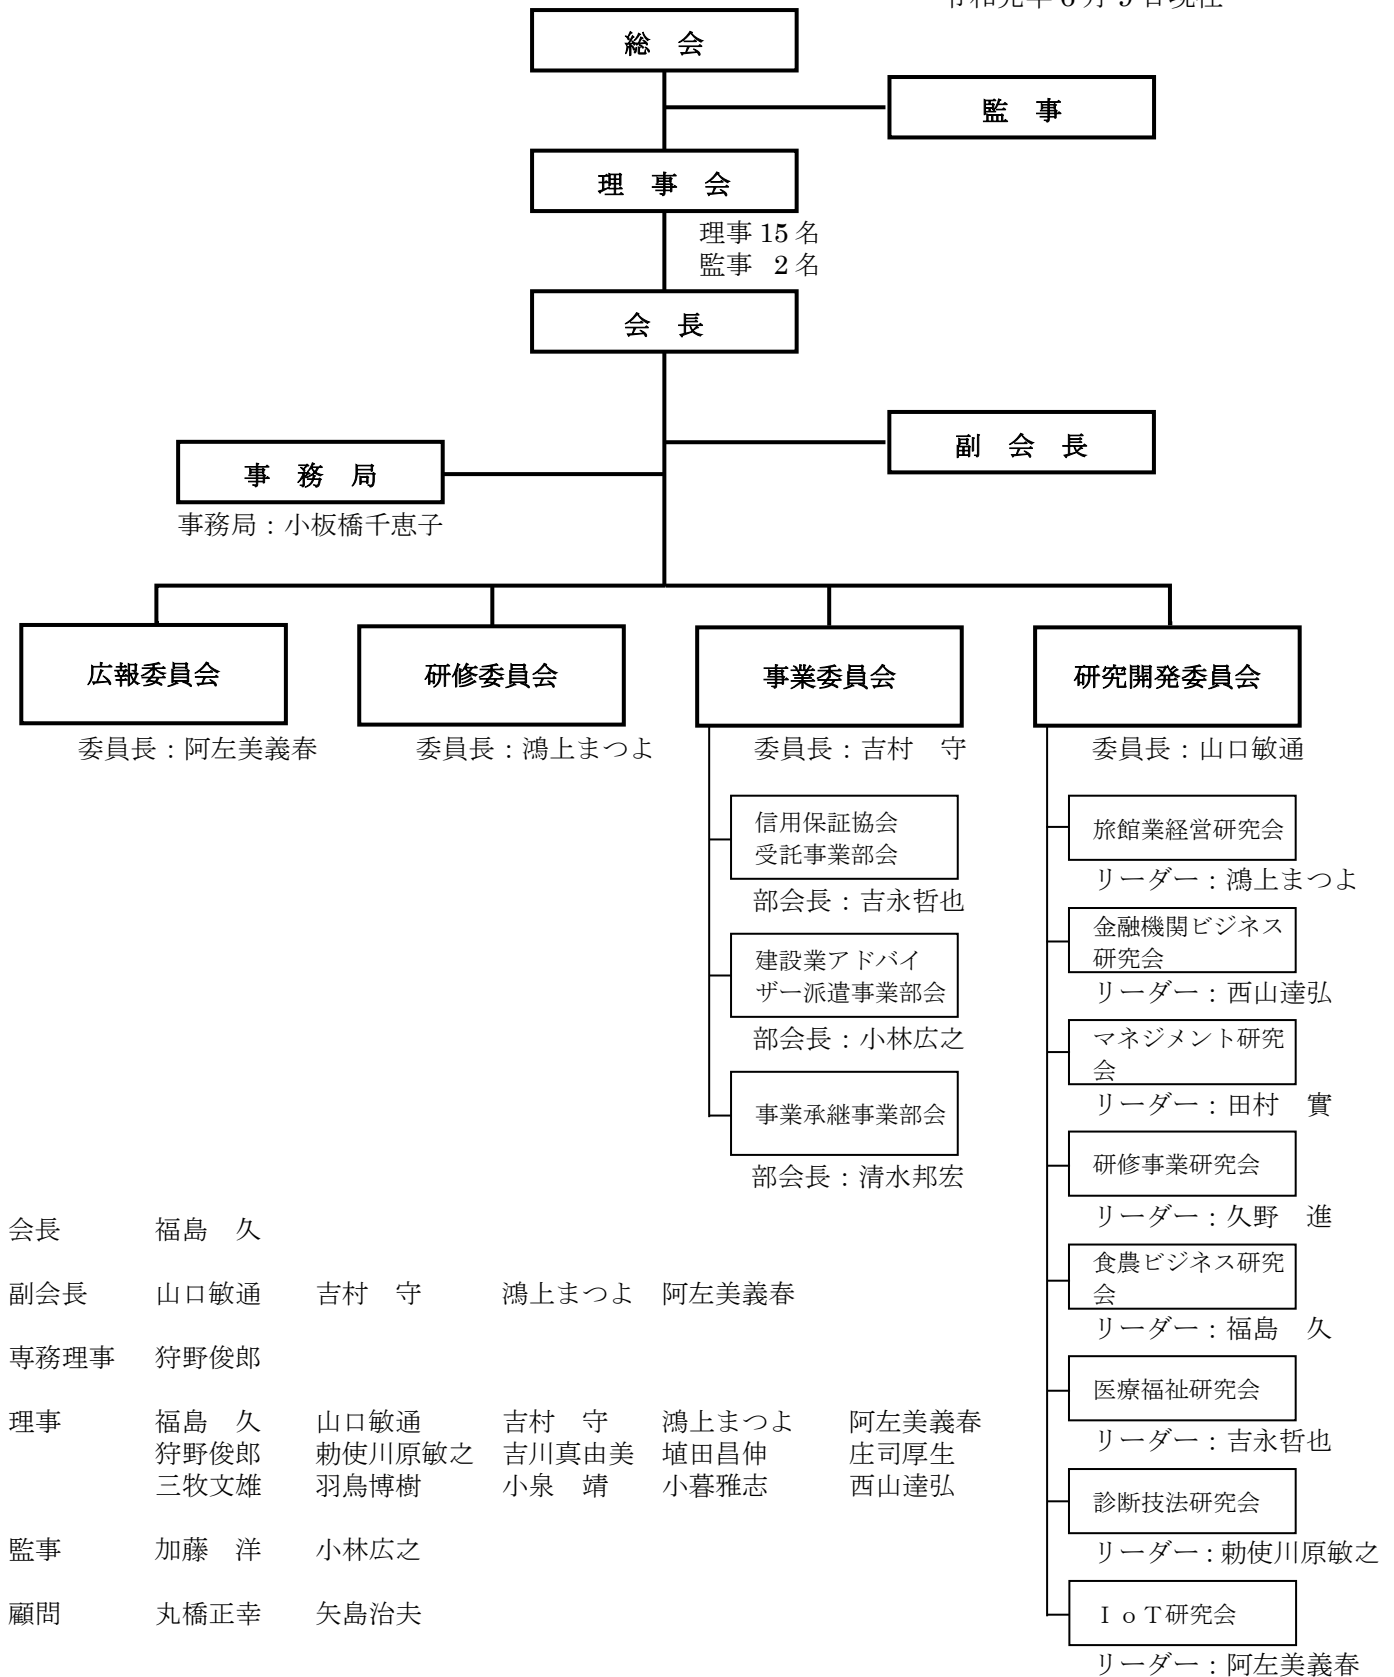 令和元年6月9日現在
総　会
監　事
理　事　会
理事 15 名
監事 2 名
会　長
副　会　長
事　務　局
事務局：小板橋千恵子
広報委員会
委員長：阿左美義春
研修委員会
委員長：鴻上まつよ
事業委員会
委員長：吉村　守
信用保証協会
受託事業部会
部会長：吉永哲也
建設業アドバイ
ザー派遣事業部会
部会長：小林広之
事業承継事業部会
部会長：清水邦宏
研究開発委員会
委員長：山口敏通
旅館業経営研究会
リーダー：鴻上まつよ
金融機関ビジネス
研究会
リーダー：西山達弘
マネジメント研究
会
リーダー：田村　實
研修事業研究会
リーダー：久野　進
食農ビジネス研究
会
リーダー：福島　久
医療福祉研究会
リーダー：吉永哲也
診断技法研究会
リーダー：勅使川原敏之
ＩｏＴ研究会
リーダー：阿左美義春
会長　福島　久
副会長　山口敏通　吉村　守　鴻上まつよ　阿左美義春
専務理事　狩野俊郎
理事　福島　久　山口敏通　吉村　守　鴻上まつよ　阿左美義春
狩野俊郎　勅使川原敏之　吉川真由美　埴田昌伸　庄司厚生
三牧文雄　羽鳥博樹　小泉　靖　小暮雅志　西山達弘
監事　加藤　洋　小林広之
顧問　丸橋正幸　矢島治夫